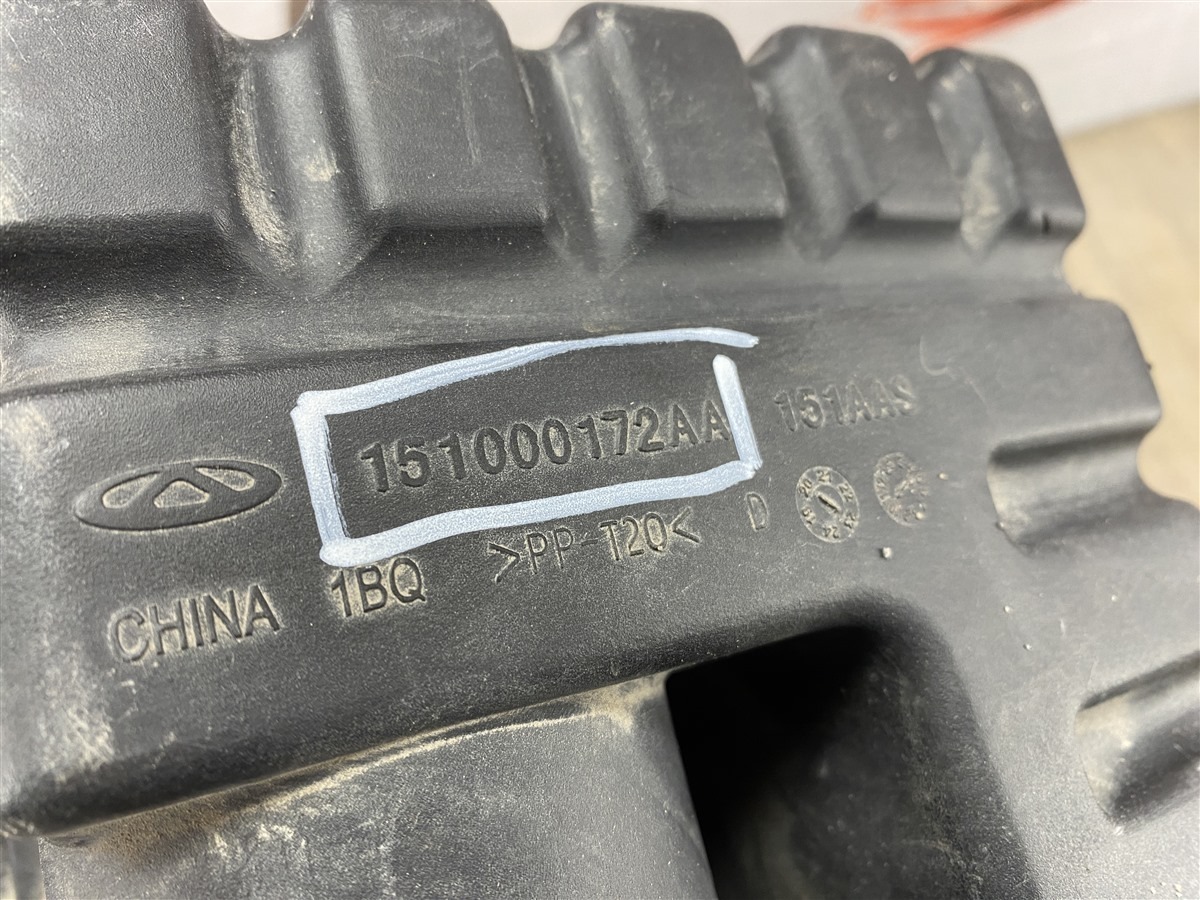 151000172AA 151AAS
>PP-T20< D
CHINA 1BQ